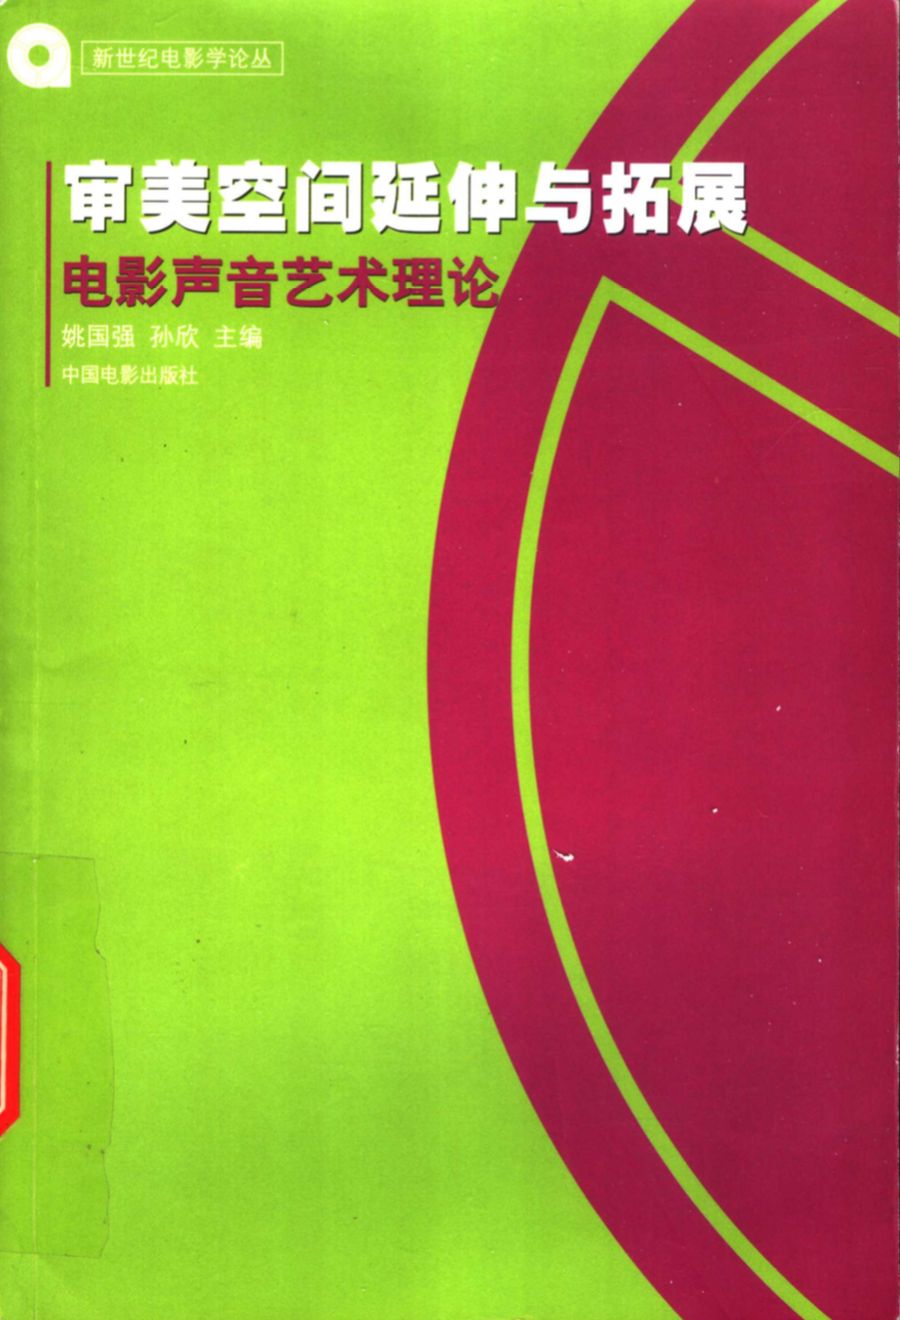 新世纪电影学论丛
审美空间延伸与拓展
电影声音艺术理论
姚国强 孙欣 主编
中国电影出版社